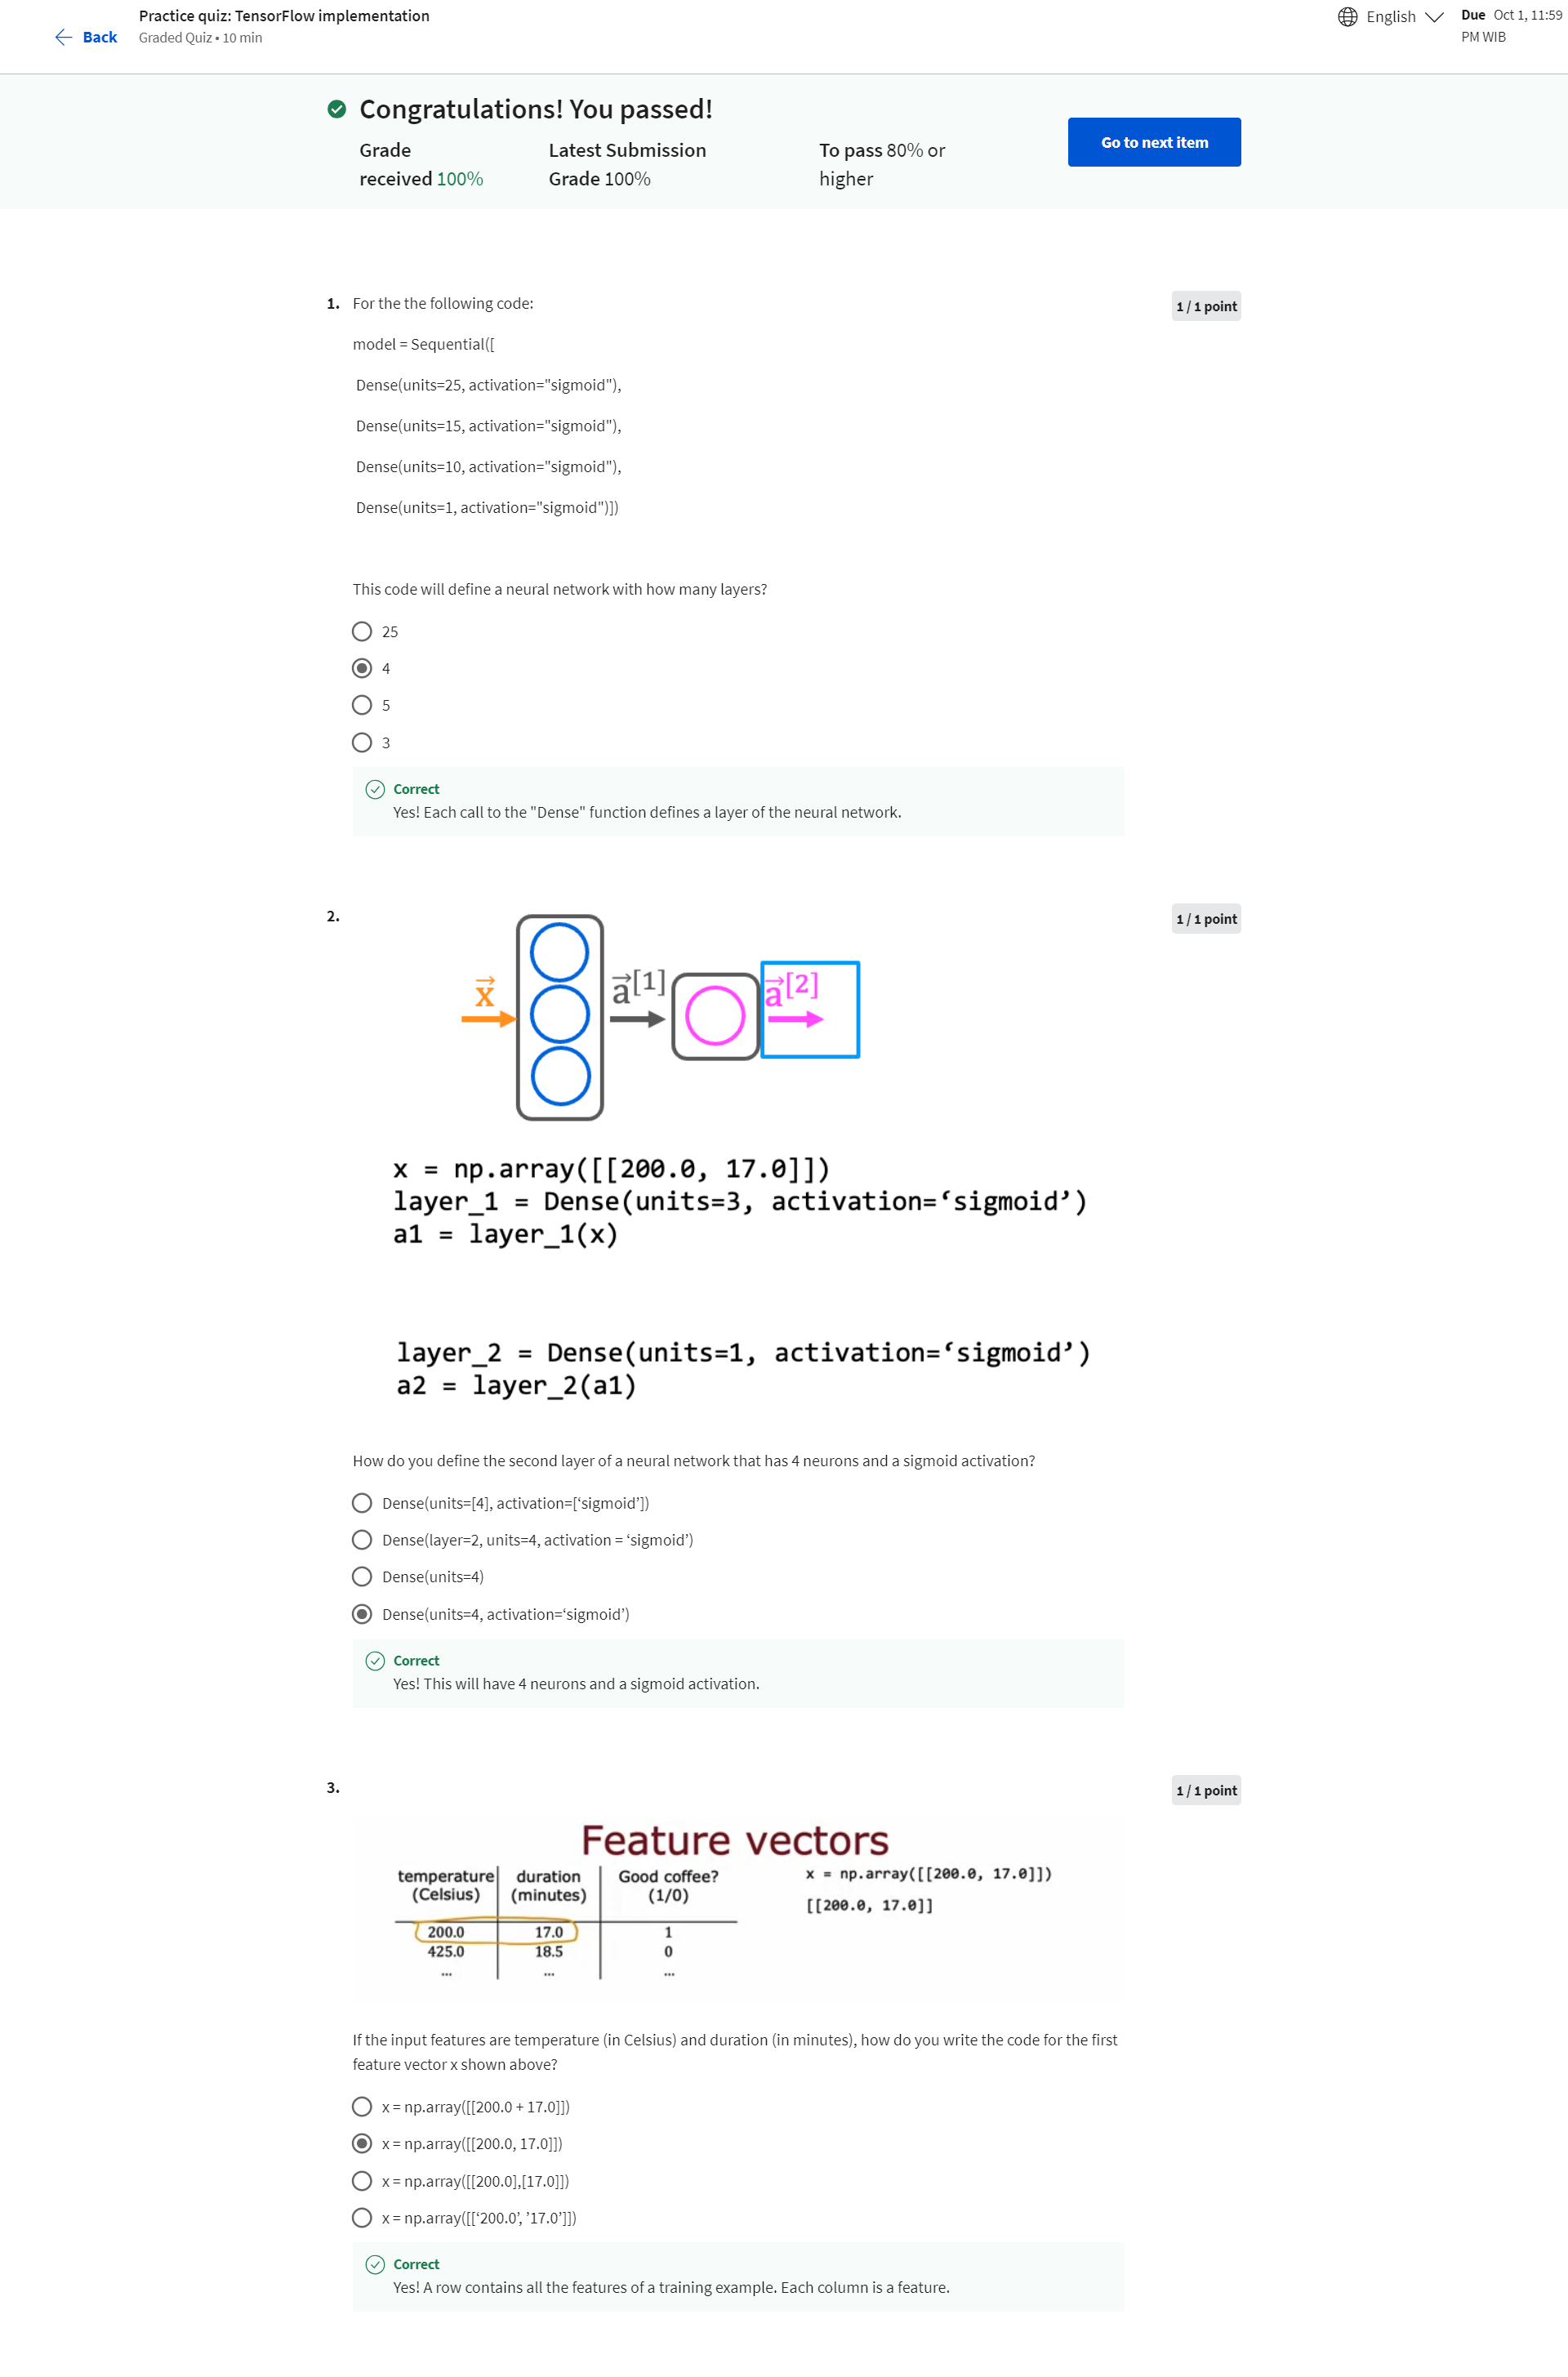 Back
Practice quiz: TensorFlow implementation
Graded Quiz • 10 min
English
Due Oct 1, 11:59
PM WIB
Congratulations! You passed!
Grade
received 100%
Latest Submission
Grade 100%
To pass 80% or
higher
Go to next item
1. For the the following code:
1 / 1 point
model = Sequential([
Dense(units=25, activation="sigmoid"),
Dense(units=15, activation="sigmoid"),
Dense(units=10, activation="sigmoid"),
Dense(units=1, activation="sigmoid")])
This code will define a neural network with how many layers?
25
4
5
3
Correct
Yes! Each call to the "Dense" function defines a layer of the neural network.
2.
1 / 1 point
x⃗
a⃗[1]
a⃗[2]
x = np.array([[200.0, 17.0]])
layer_1 = Dense(units=3, activation=‘sigmoid’)
a1 = layer_1(x)
layer_2 = Dense(units=1, activation=‘sigmoid’)
a2 = layer_2(a1)
How do you define the second layer of a neural network that has 4 neurons and a sigmoid activation?
Dense(units=[4], activation=[‘sigmoid’])
Dense(layer=2, units=4, activation = ‘sigmoid’)
Dense(units=4)
Dense(units=4, activation=‘sigmoid’)
Correct
Yes! This will have 4 neurons and a sigmoid activation.
3.
1 / 1 point
Feature vectors
temperature (Celsius) duration (minutes) Good coffee? (1/0)
200.0 17.0 1
425.0 18.5 0
... ... ...
x = np.array([[200.0, 17.0]])
[[200.0, 17.0]]
If the input features are temperature (in Celsius) and duration (in minutes), how do you write the code for the first
feature vector x shown above?
x = np.array([[200.0 + 17.0]])
x = np.array([[200.0, 17.0]])
x = np.array([[200.0],[17.0]])
x = np.array([[‘200.0’, ’17.0’]])
Correct
Yes! A row contains all the features of a training example. Each column is a feature.